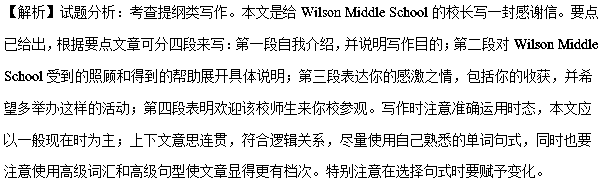 【解析】试题分析：考查提纲类写作。本文是给 Wilson Middle School 的校长写一封感谢信。要点
已给出，根据要点文章可分四段来写：第一段自我介绍，并说明写作目的；第二段对 Wilson Middle
School 受到的照顾和得到的帮助展开具体说明；第三段表达你的感激之情，包括你的收获，并希
望多举办这样的活动；第四段表明欢迎该校师生来你校参观。写作时注意准确运用时态，本文应
以一般现在时为主；上下文意思连贯，符合逻辑关系，尽量使用自己熟悉的单词句式，同时也要
注意使用高级词汇和高级句型使文章显得更有档次。特别注意在选择句式时要赋予变化。